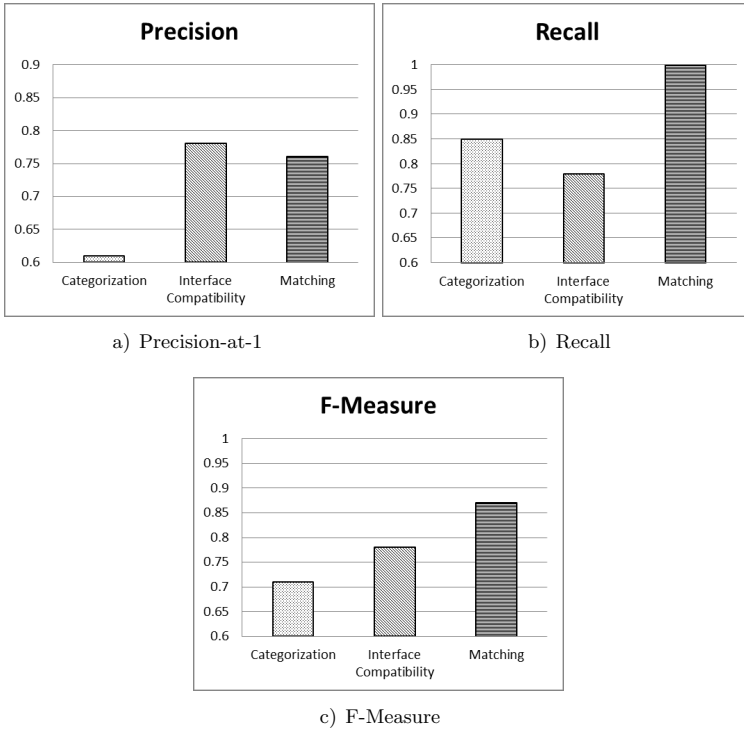 Precision
0.9
0.85
0.8
0.75
0.7
0.65
0.6
Categorization
Interface
Compatibility
Matching
a) Precision-at-1
Recall
1
0.95
0.9
0.85
0.8
0.75
0.7
0.65
0.6
Categorization
Interface
Compatibility
Matching
b) Recall
F-Measure
1
0.95
0.9
0.85
0.8
0.75
0.7
0.65
0.6
Categorization
Interface
Compatibility
Matching
c) F-Measure